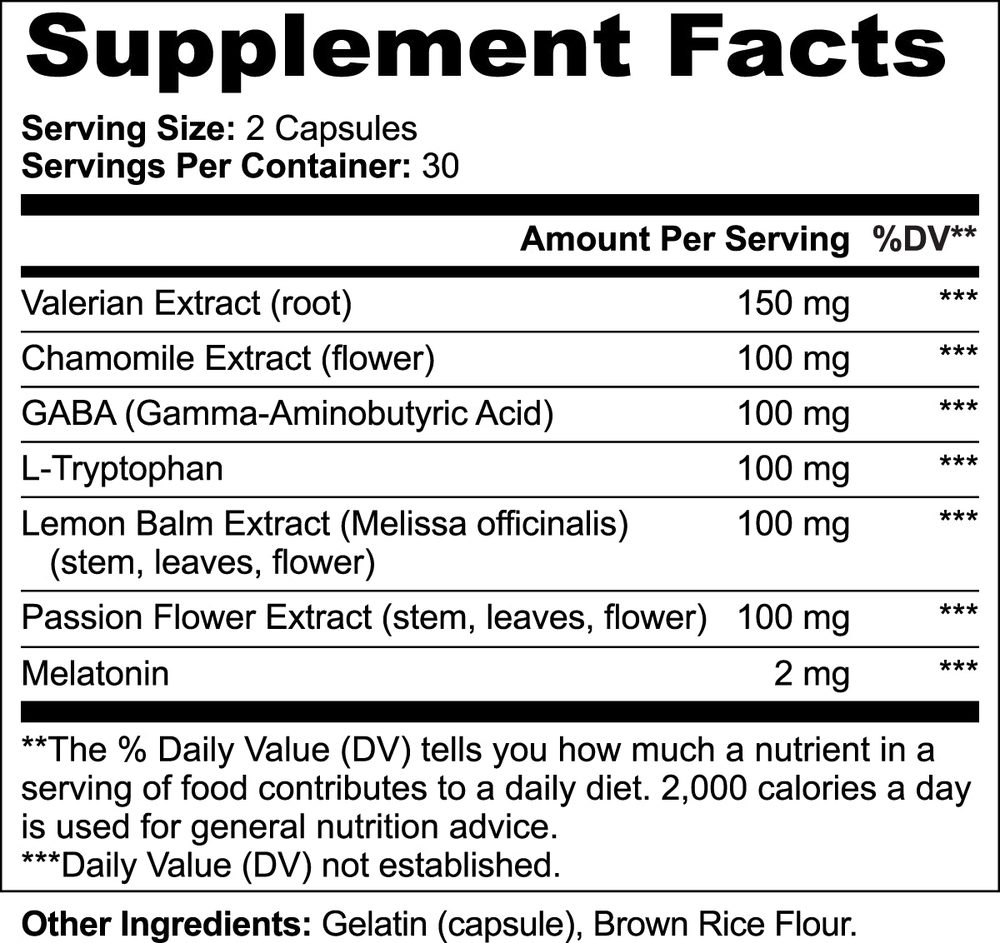 Supplement Facts
Serving Size: 2 Capsules
Servings Per Container: 30
Amount Per Serving %DV**
Valerian Extract (root) 150 mg ***
Chamomile Extract (flower) 100 mg ***
GABA (Gamma-Aminobutyric Acid) 100 mg ***
L-Tryptophan 100 mg ***
Lemon Balm Extract (Melissa officinalis) 100 mg ***
(stem, leaves, flower)
Passion Flower Extract (stem, leaves, flower) 100 mg ***
Melatonin 2 mg ***
**The % Daily Value (DV) tells you how much a nutrient in a
serving of food contributes to a daily diet. 2,000 calories a day
is used for general nutrition advice.
***Daily Value (DV) not established.
Other Ingredients: Gelatin (capsule), Brown Rice Flour.